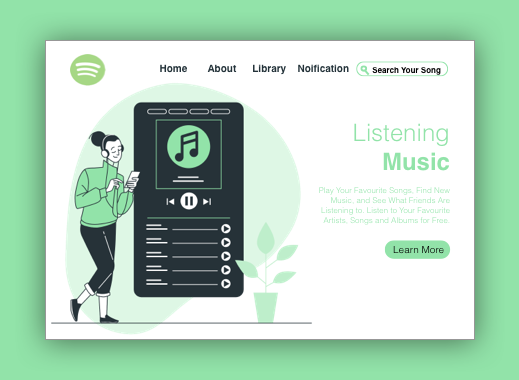 Home About Library Noification Search Your Song
Listening
Music
Play Your Favourite Songs, Find New
Music, and See What Friends Are
Listening to. Listen to Your Favourite
Artists, Songs and Albums for Free.
Learn More